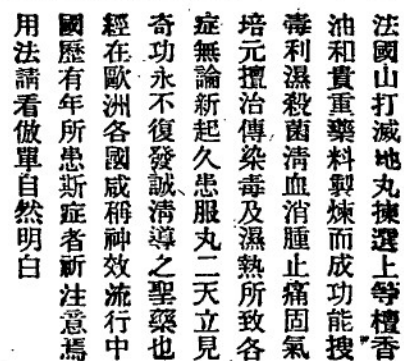 法國山打滅地丸揀選上等檀香
油和貴重藥料製煉而成功能搜
毒利濕殺菌清血消腫止痛固氣
培元擅治傳染毒及濕熱所致各
症無論新起久患服丸二天立見
奇功永不復發誠清導之聖藥也
經在歐洲各國咸稱神效流行中
國歷有年所患斯症者祈注意焉
用法請看倣單自然明白